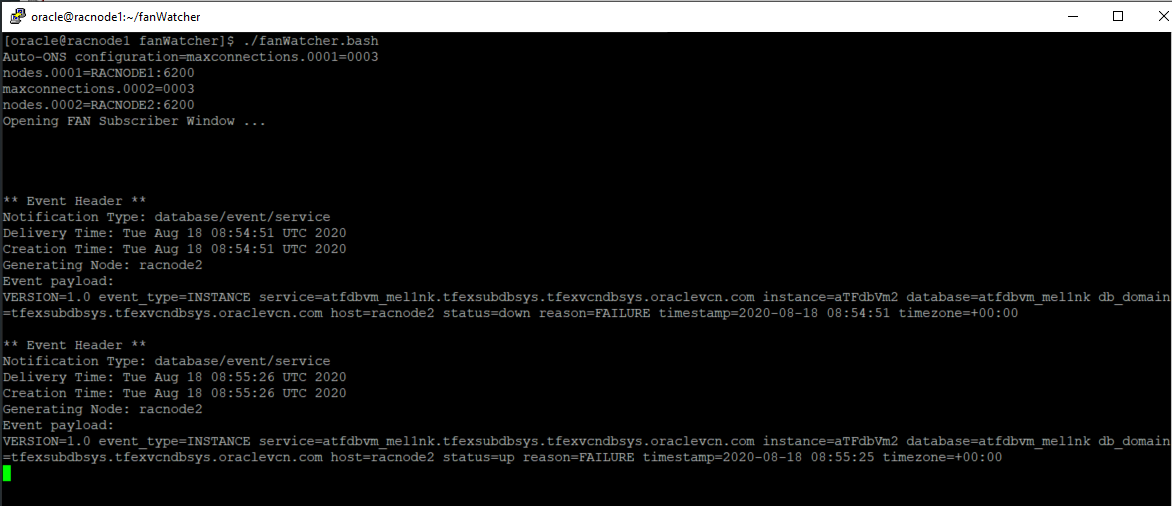 oracle@racnode1:~/fanWatcher
[oracle@racnode1 fanWatcher]$ ./fanWatcher.bash
Auto-ONS configuration=maxconnections.0001=0003
nodes.0001=RACNODE1:6200
maxconnections.0002=0003
nodes.0002=RACNODE2:6200
Opening FAN Subscriber Window ...
** Event Header **
Notification Type: database/event/service
Delivery Time: Tue Aug 18 08:54:51 UTC 2020
Creation Time: Tue Aug 18 08:54:51 UTC 2020
Generating Node: racnode2
Event payload:
VERSION=1.0 event_type=INSTANCE service=atfdbvm_mel1nk.tfexsubdbsys.tfexvcndbsys.oraclevcn.com instance=aTFdbVm2 database=atfdbvm_mel1nk db_domain
=tfexsubdbsys.tfexvcndbsys.oraclevcn.com host=racnode2 status=down reason=FAILURE timestamp=2020-08-18 08:54:51 timezone=+00:00
** Event Header **
Notification Type: database/event/service
Delivery Time: Tue Aug 18 08:55:26 UTC 2020
Creation Time: Tue Aug 18 08:55:26 UTC 2020
Generating Node: racnode2
Event payload:
VERSION=1.0 event_type=INSTANCE service=atfdbvm_mel1nk.tfexsubdbsys.tfexvcndbsys.oraclevcn.com instance=aTFdbVm2 database=atfdbvm_mel1nk db_domain
=tfexsubdbsys.tfexvcndbsys.oraclevcn.com host=racnode2 status=up reason=FAILURE timestamp=2020-08-18 08:55:25 timezone=+00:00